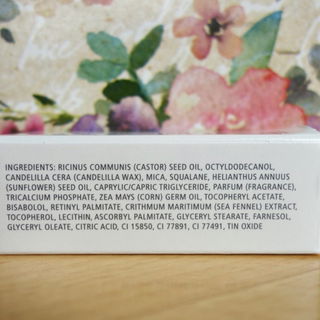 INGREDIENTS: RICINUS COMMUNIS (CASTOR) SEED OIL, OCTYLDODECANOL,
CANDELILLA CERA (CANDELILLA WAX), MICA, SQUALANE, HELIANTHUS ANNUUS
(SUNFLOWER) SEED OIL, CAPRYLIC/CAPRIC TRIGLYCERIDE, PARFUM (FRAGRANCE),
TRICALCIUM PHOSPHATE, ZEA MAYS (CORN) GERM OIL, TOCOPHERYL ACETATE,
BISABOLOL, RETINYL PALMITATE, CRITHMUM MARITIMUM (SEA FENNEL) EXTRACT,
TOCOPHEROL, LECITHIN, ASCORBYL PALMITATE, GLYCERYL STEARATE, FARNESOL,
GLYCERYL OLEATE, CITRIC ACID, CI 15850, CI 77891, CI 77491, TIN OXIDE